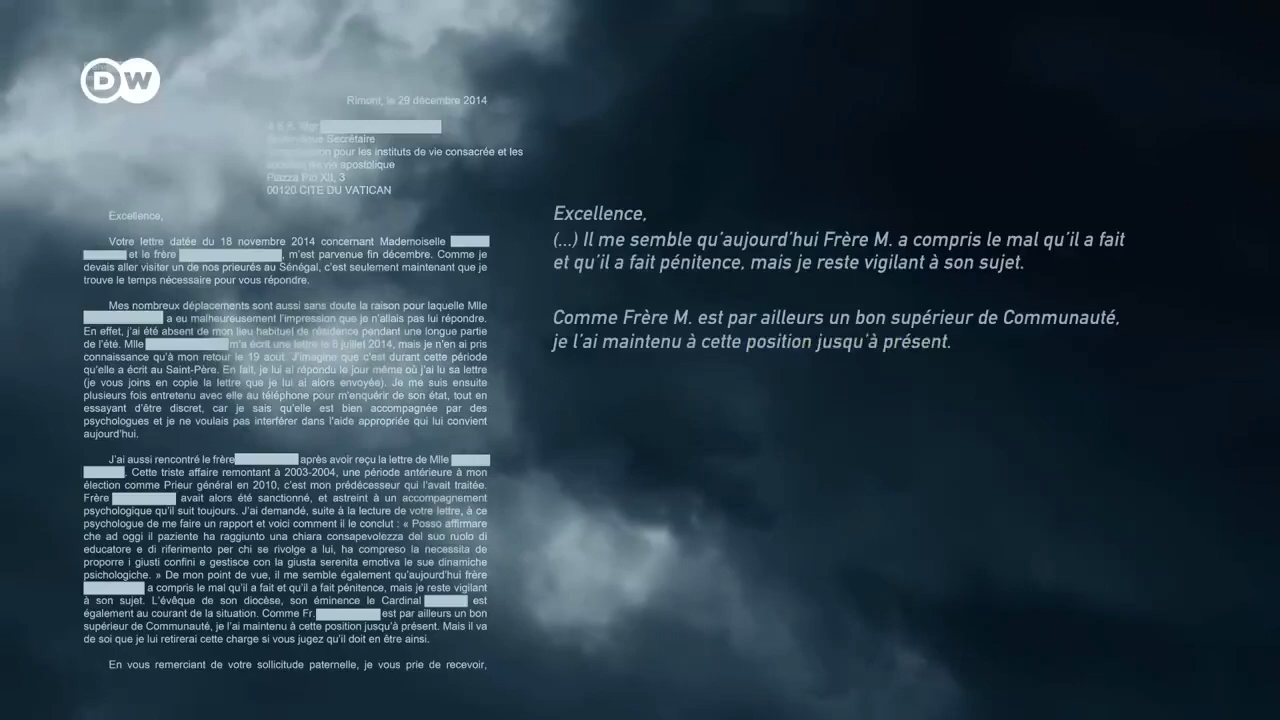 DW
Rimont, le 29 décembre 2014
Secrétaire
pour les instituts de vie consacrée et les
vie apostolique
Piazza Pio XII, 3
00120 CITE DU VATICAN
Excellence,
Votre lettre datée du 18 novembre 2014 concernant Mademoiselle
et le frère , m'est parvenue fin décembre. Comme je
devais aller visiter un de nos prieurés au Sénégal, c'est seulement maintenant que je
trouve le temps nécessaire pour vous répondre.
Mes nombreux déplacements sont aussi sans doute la raison pour laquelle Mlle
a eu malheureusement l'impression que je n'allais pas lui répondre.
En effet, j'ai été absent de mon lieu habituel de résidence pendant une longue partie
de l'été. Mlle m'a écrit une lettre le 8 juillet 2014, mais je n'en ai pris
connaissance qu'à mon retour le 19 aout. J'imagine que c'est durant cette période
qu'elle a écrit au Saint-Père. En fait, je lui ai répondu le jour même où j'ai lu sa lettre
(je vous joins en copie la lettre que je lui ai alors envoyée). Je me suis ensuite
plusieurs fois entretenu avec elle au téléphone pour m'enquérir de son état, tout en
essayant d'être discret, car je sais qu'elle est bien accompagnée par des
psychologues et je ne voulais pas interférer dans l'aide appropriée qui lui convient
aujourd'hui.
J'ai aussi rencontré le frère après avoir reçu la lettre de Mlle
. Cette triste affaire remontant à 2003-2004, une période antérieure à mon
élection comme Prieur général en 2010, c'est mon prédécesseur qui l'avait traitée.
Frère avait alors été sanctionné, et astreint à un accompagnement
psychologique qu'il suit toujours. J'ai demandé, suite à la lecture de votre lettre, à ce
psychologue de me faire un rapport et voici comment il le conclut : « Posso affirmare
che ad oggi il paziente ha raggiunto una chiara consapevolezza del suo ruolo di
educatore e di riferimento per chi se rivolge a lui, ha compreso la necessita de
proporre i giusti confini e gestisce con la giusta serenita emotiva le sue dinamiche
psichologiche. » De mon point de vue, il me semble également qu'aujourd'hui frère
a compris le mal qu'il a fait et qu'il a fait pénitence, mais je reste vigilant
à son sujet. L'évêque de son diocèse, son éminence le Cardinal est
également au courant de la situation. Comme Fr. est par ailleurs un bon
supérieur de Communauté, je l'ai maintenu à cette position jusqu'à présent. Mais il va
de soi que je lui retirerai cette charge si vous jugez qu'il doit en être ainsi.
En vous remerciant de votre sollicitude paternelle, je vous prie de recevoir,
Excellence,
(...) Il me semble qu'aujourd'hui Frère M. a compris le mal qu'il a fait
et qu'il a fait pénitence, mais je reste vigilant à son sujet.
Comme Frère M. est par ailleurs un bon supérieur de Communauté,
je l'ai maintenu à cette position jusqu'à présent.